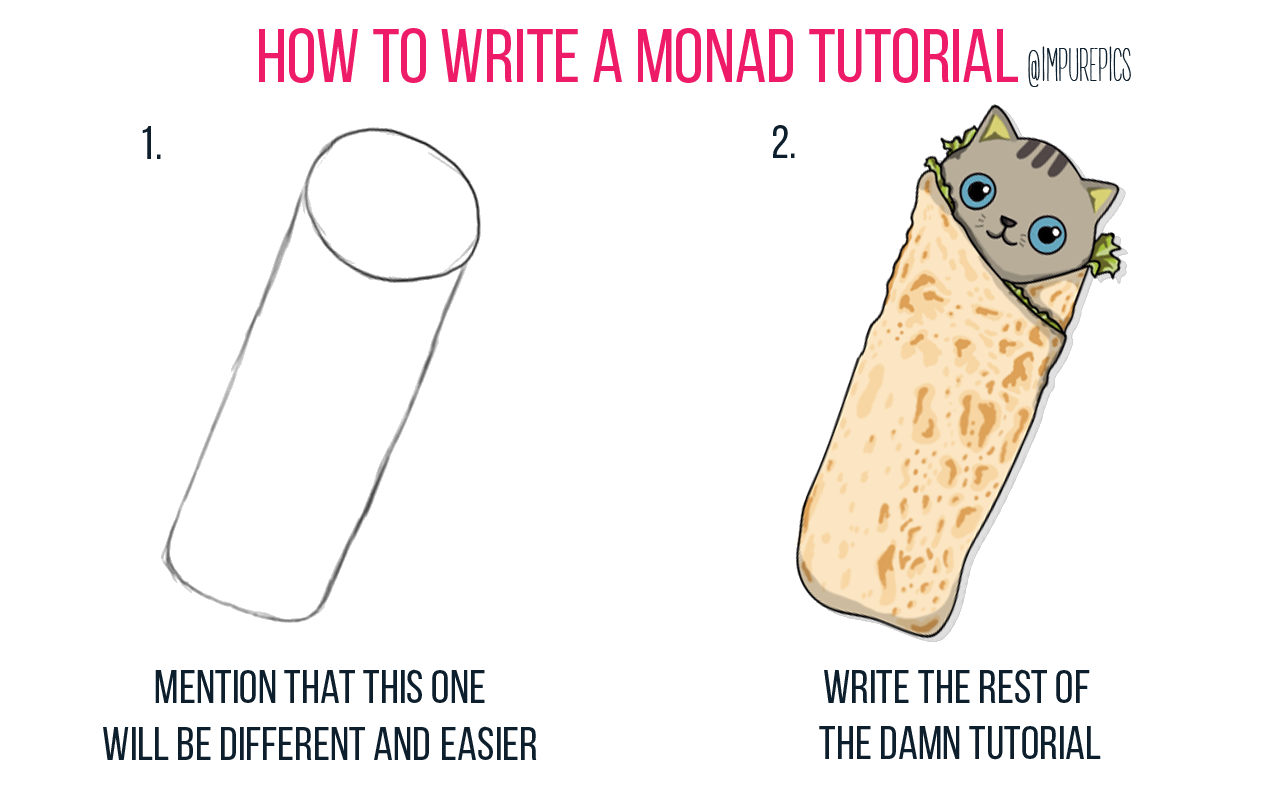 HOW TO WRITE A MONAD TUTORIAL @IMPUREPICS
1.
2.
MENTION THAT THIS ONE
WILL BE DIFFERENT AND EASIER
WRITE THE REST OF
THE DAMN TUTORIAL